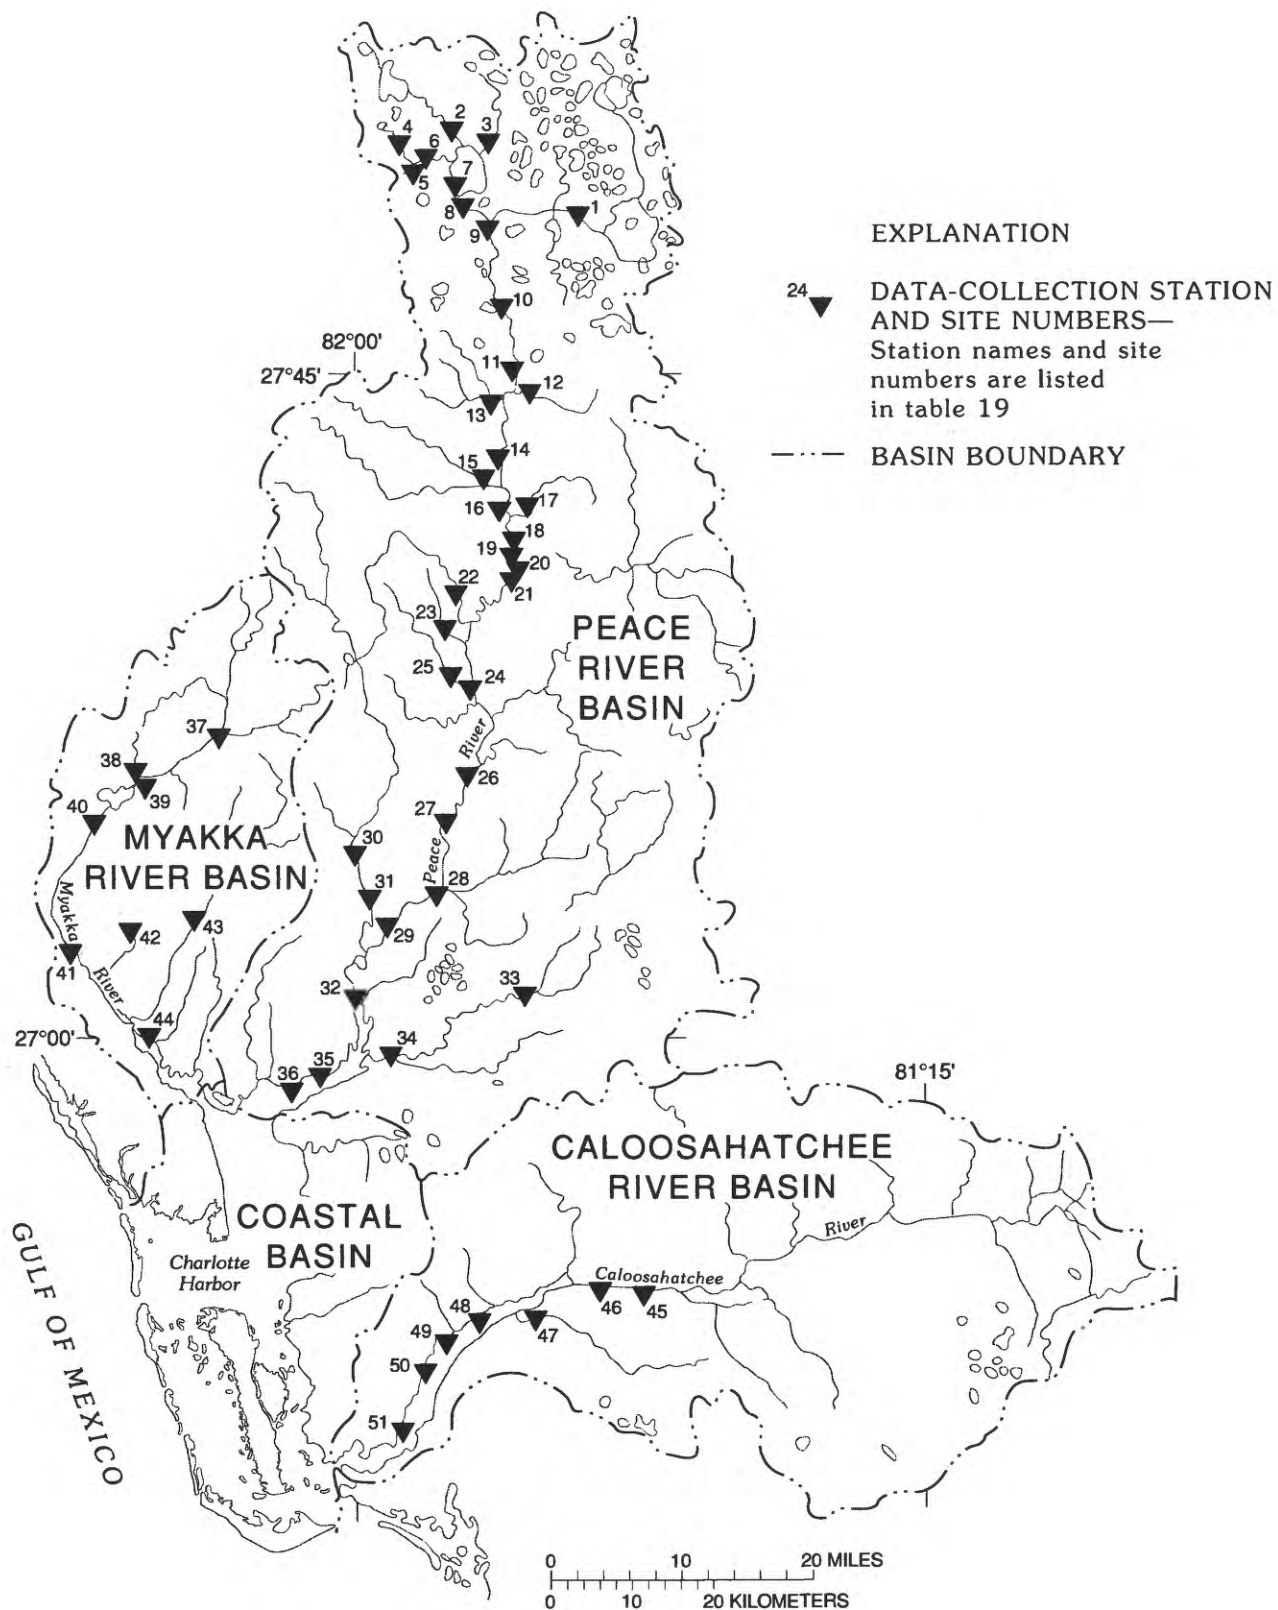 2
3
4
6
5
7
8
1
9
10
EXPLANATION
24
DATA-COLLECTION STATION
AND SITE NUMBERS—
Station names and site
numbers are listed
in table 19
BASIN BOUNDARY
82°00'
27°45'
11
12
13
14
15
16
17
18
19
20
21
22
23
25
24
PEACE
RIVER
BASIN
River
26
27
Peace
28
37
38
39
40
MYAKKA
RIVER BASIN
30
31
29
Myakka
River
42
43
41
44
27°00'
32
33
34
35
36
81°15'
CALOOSAHATCHEE
RIVER BASIN
River
Caloosahatchee
COASTAL
BASIN
Charlotte
Harbor
GULF OF MEXICO
46
45
47
48
49
50
51
0 10 20 MILES
0 10 20 KILOMETERS